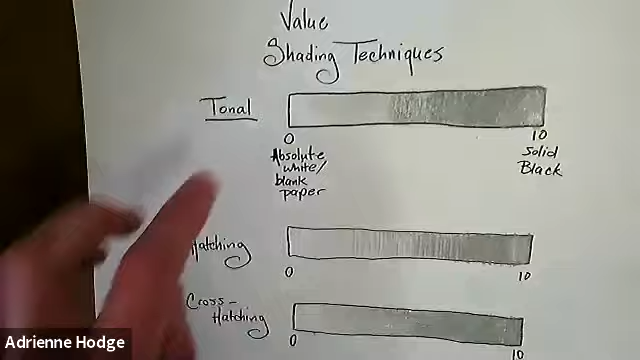 Value
Shading Techniques
Tonal
0
10
Absolute
white/
blank
paper
Solid
Black
Hatching
0
10
Cross-
Hatching
0
10
Adrienne Hodge